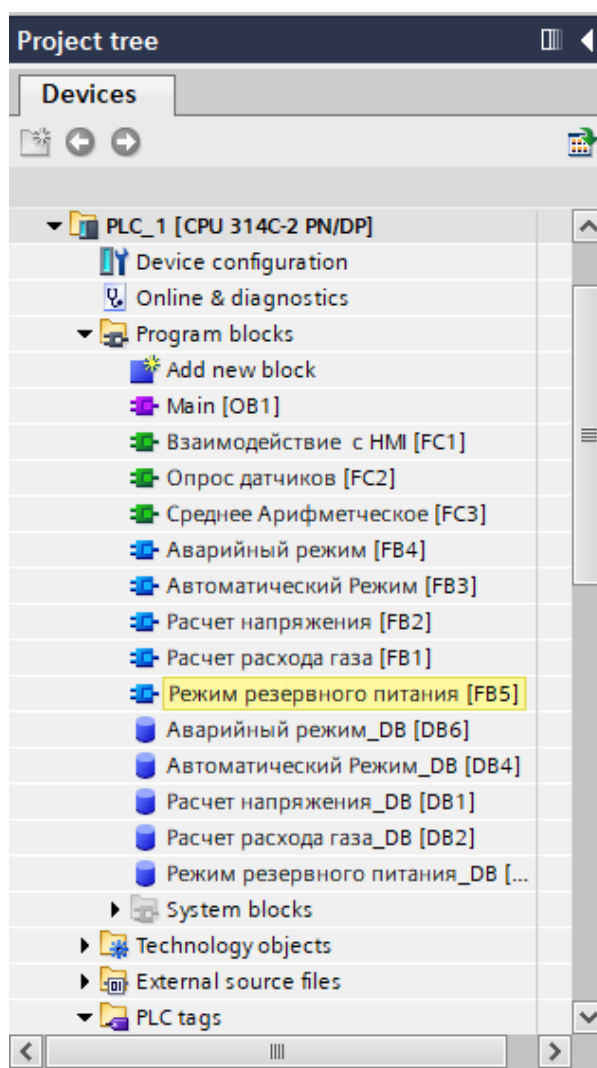 Project tree
Devices
PLC_1 [CPU 314C-2 PN/DP]
Device configuration
Online & diagnostics
Program blocks
Add new block
Main [OB1]
Взаимодействие с HMI [FC1]
Опрос датчиков [FC2]
Среднее Арифметческое [FC3]
Аварийный режим [FB4]
Автоматический Режим [FB3]
Расчет напряжения [FB2]
Расчет расхода газа [FB1]
Режим резервного питания [FB5]
Аварийный режим_DB [DB6]
Автоматический Режим_DB [DB4]
Расчет напряжения_DB [DB1]
Расчет расхода газа_DB [DB2]
Режим резервного питания_DB [...
System blocks
Technology objects
External source files
PLC tags